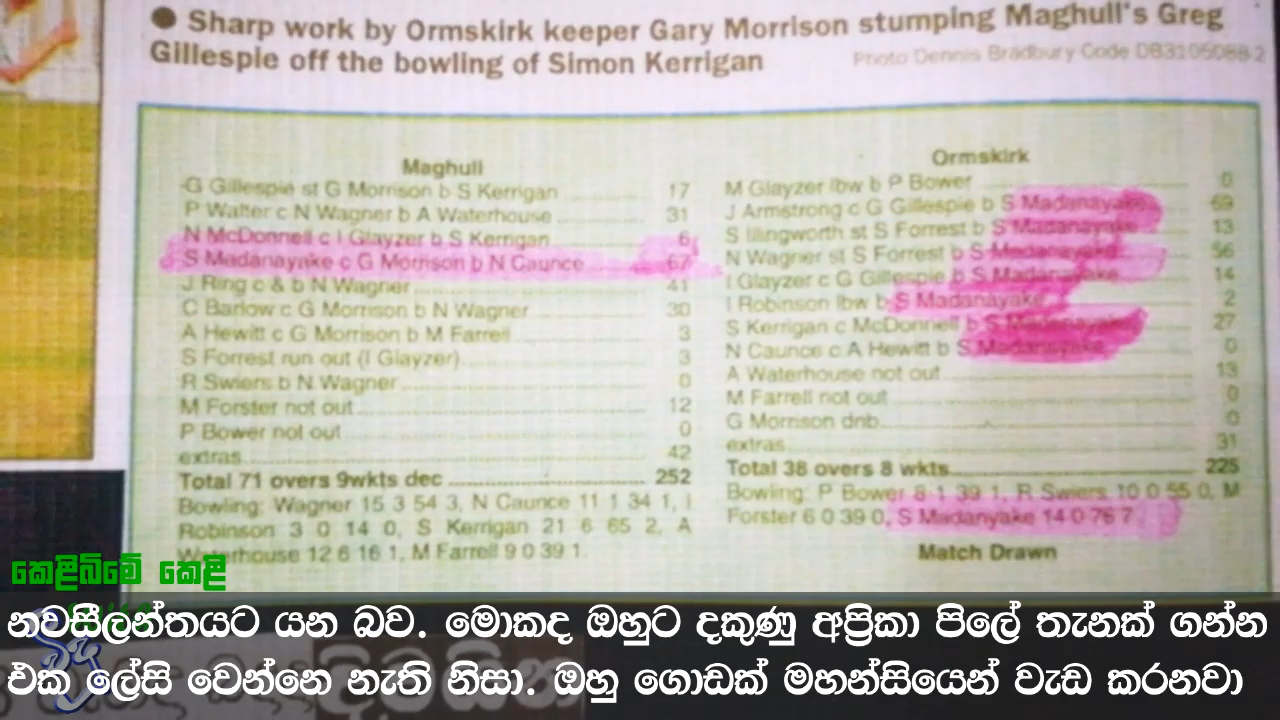 ● Sharp work by Ormskirk keeper Gary Morrison stumping Maghull's Greg
Gillespie off the bowling of Simon Kerrigan
Photo Dennis Bradbury Code DB3105088-2
Maghull
G Gillespie st G Morrison b S Kerrigan 17
P Walter c N Wagner b A Waterhouse 31
N McDonnell c I Glayzer b S Kerrigan 6
S Madanayake c G Morrison b N Caunce 67
J Ring c & b N Wagner 41
C Barlow c G Morrison b N Wagner 30
A Hewitt c G Morrison b M Farrell 3
S Forrest run out (I Glayzer) 3
R Swiers b N Wagner 0
M Forster not out 12
P Bower not out 0
extras 42
Total 71 overs 9wkts dec 252
Bowling: Wagner 15 3 54 3, N Caunce 11 1 34 1, I
Robinson 3 0 14 0, S Kerrigan 21 6 65 2, A
Waterhouse 12 6 16 1, M Farrell 9 0 39 1.
Ormskirk
M Glayzer lbw b P Bower 0
J Armstrong c G Gillespie b S Madanayake 69
S Illingworth st S Forrest b S Madanayake 13
N Wagner st S Forrest b S Madanayake 56
I Glayzer c G Gillespie b S Madanayake 14
I Robinson lbw b S Madanayake 2
S Kerrigan c McDonnell b S Madanayake 27
N Caunce c A Hewitt b S Madanayake 0
A Waterhouse not out 13
M Farrell not out 0
G Morrison dnb 0
extras 31
Total 38 overs 8 wkts 225
Bowling: P Bower 8 1 39 1, R Swiers 10 0 55 0, M
Forster 6 0 39 0, S Madanyake 14 0 76 7
Match Drawn
කෙළිබිමේ කෙළි
නවසීලන්තයට යන බව. මොකද ඔහුට දකුණු අප්‍රිකා පිලේ තැනක් ගන්න
එක ලේසි වෙන්නෙ නැති නිසා. ඔහු ගොඩක් මහන්සියෙන් වැඩ කරනවා